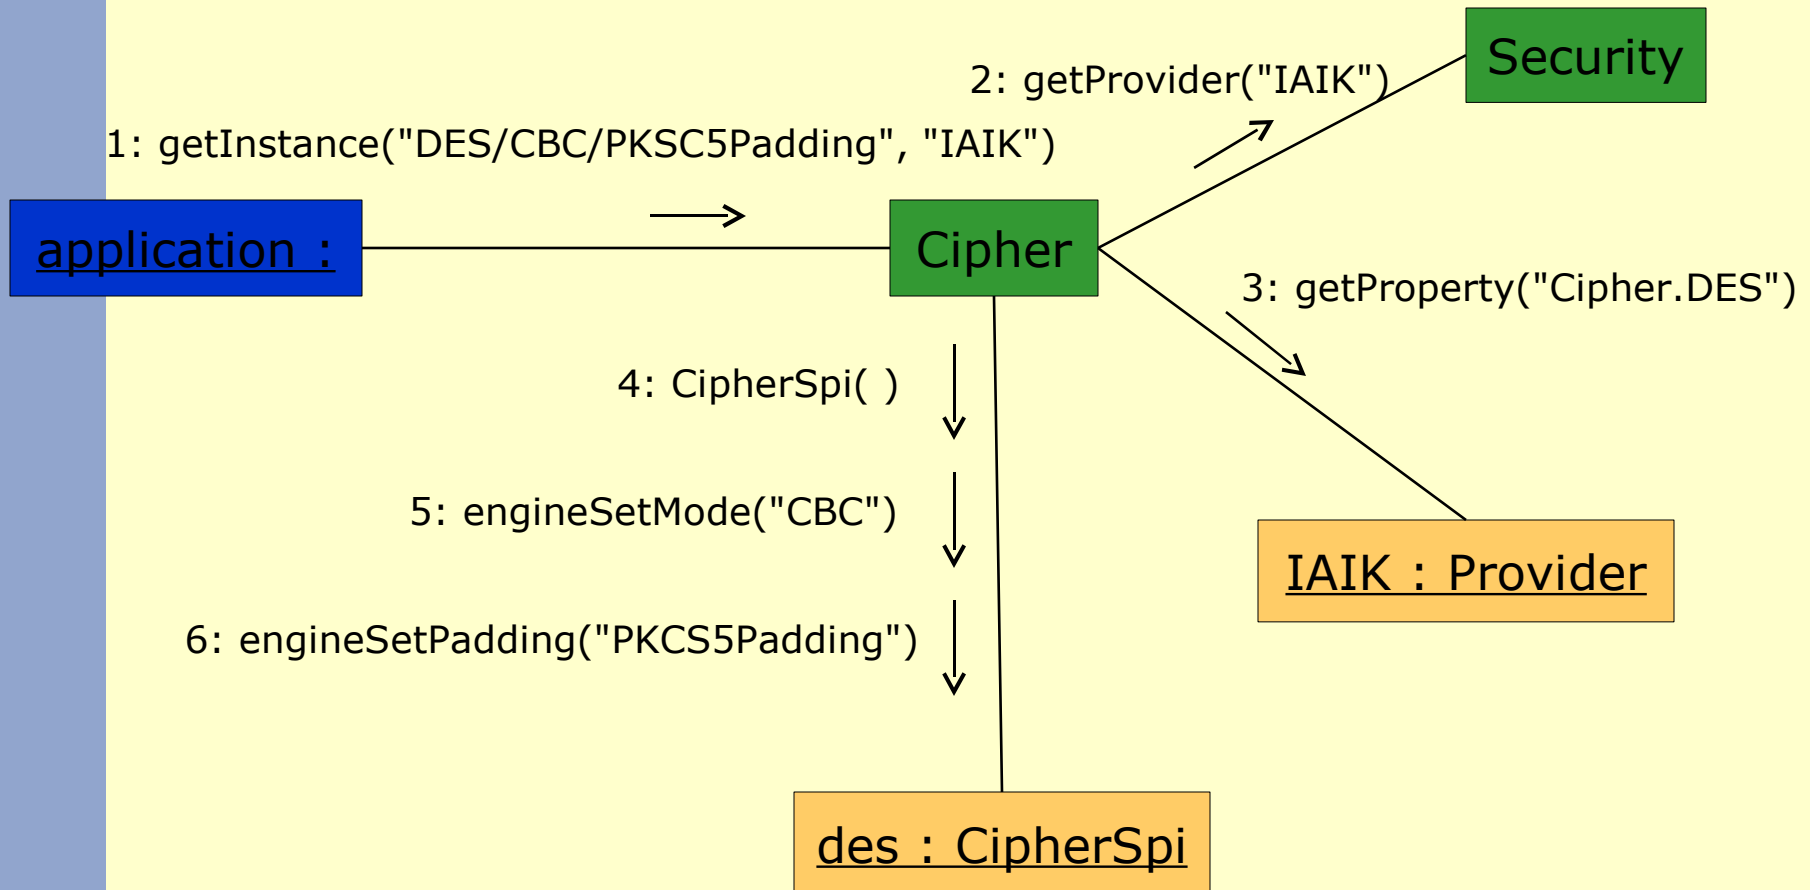 Security
2: getProvider("IAIK")
1: getInstance("DES/CBC/PKSC5Padding", "IAIK")
application :
Cipher
3: getProperty("Cipher.DES")
4: CipherSpi( )
5: engineSetMode("CBC")
IAIK : Provider
6: engineSetPadding("PKCS5Padding")
des : CipherSpi